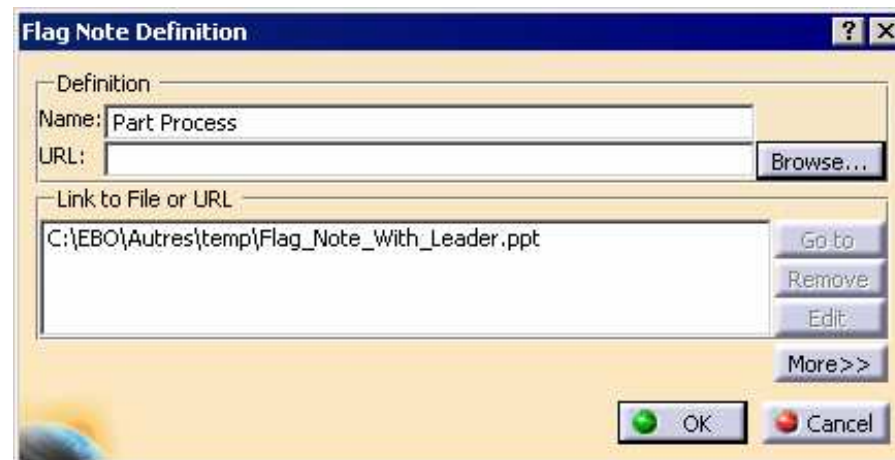 Flag Note Definition
Definition
Name: Part Process
URL:
Browse...
Link to File or URL
C:\EBO\Autres\temp\Flag_Note_With_Leader.ppt
Go to
Remove
Edit
More>>
OK Cancel